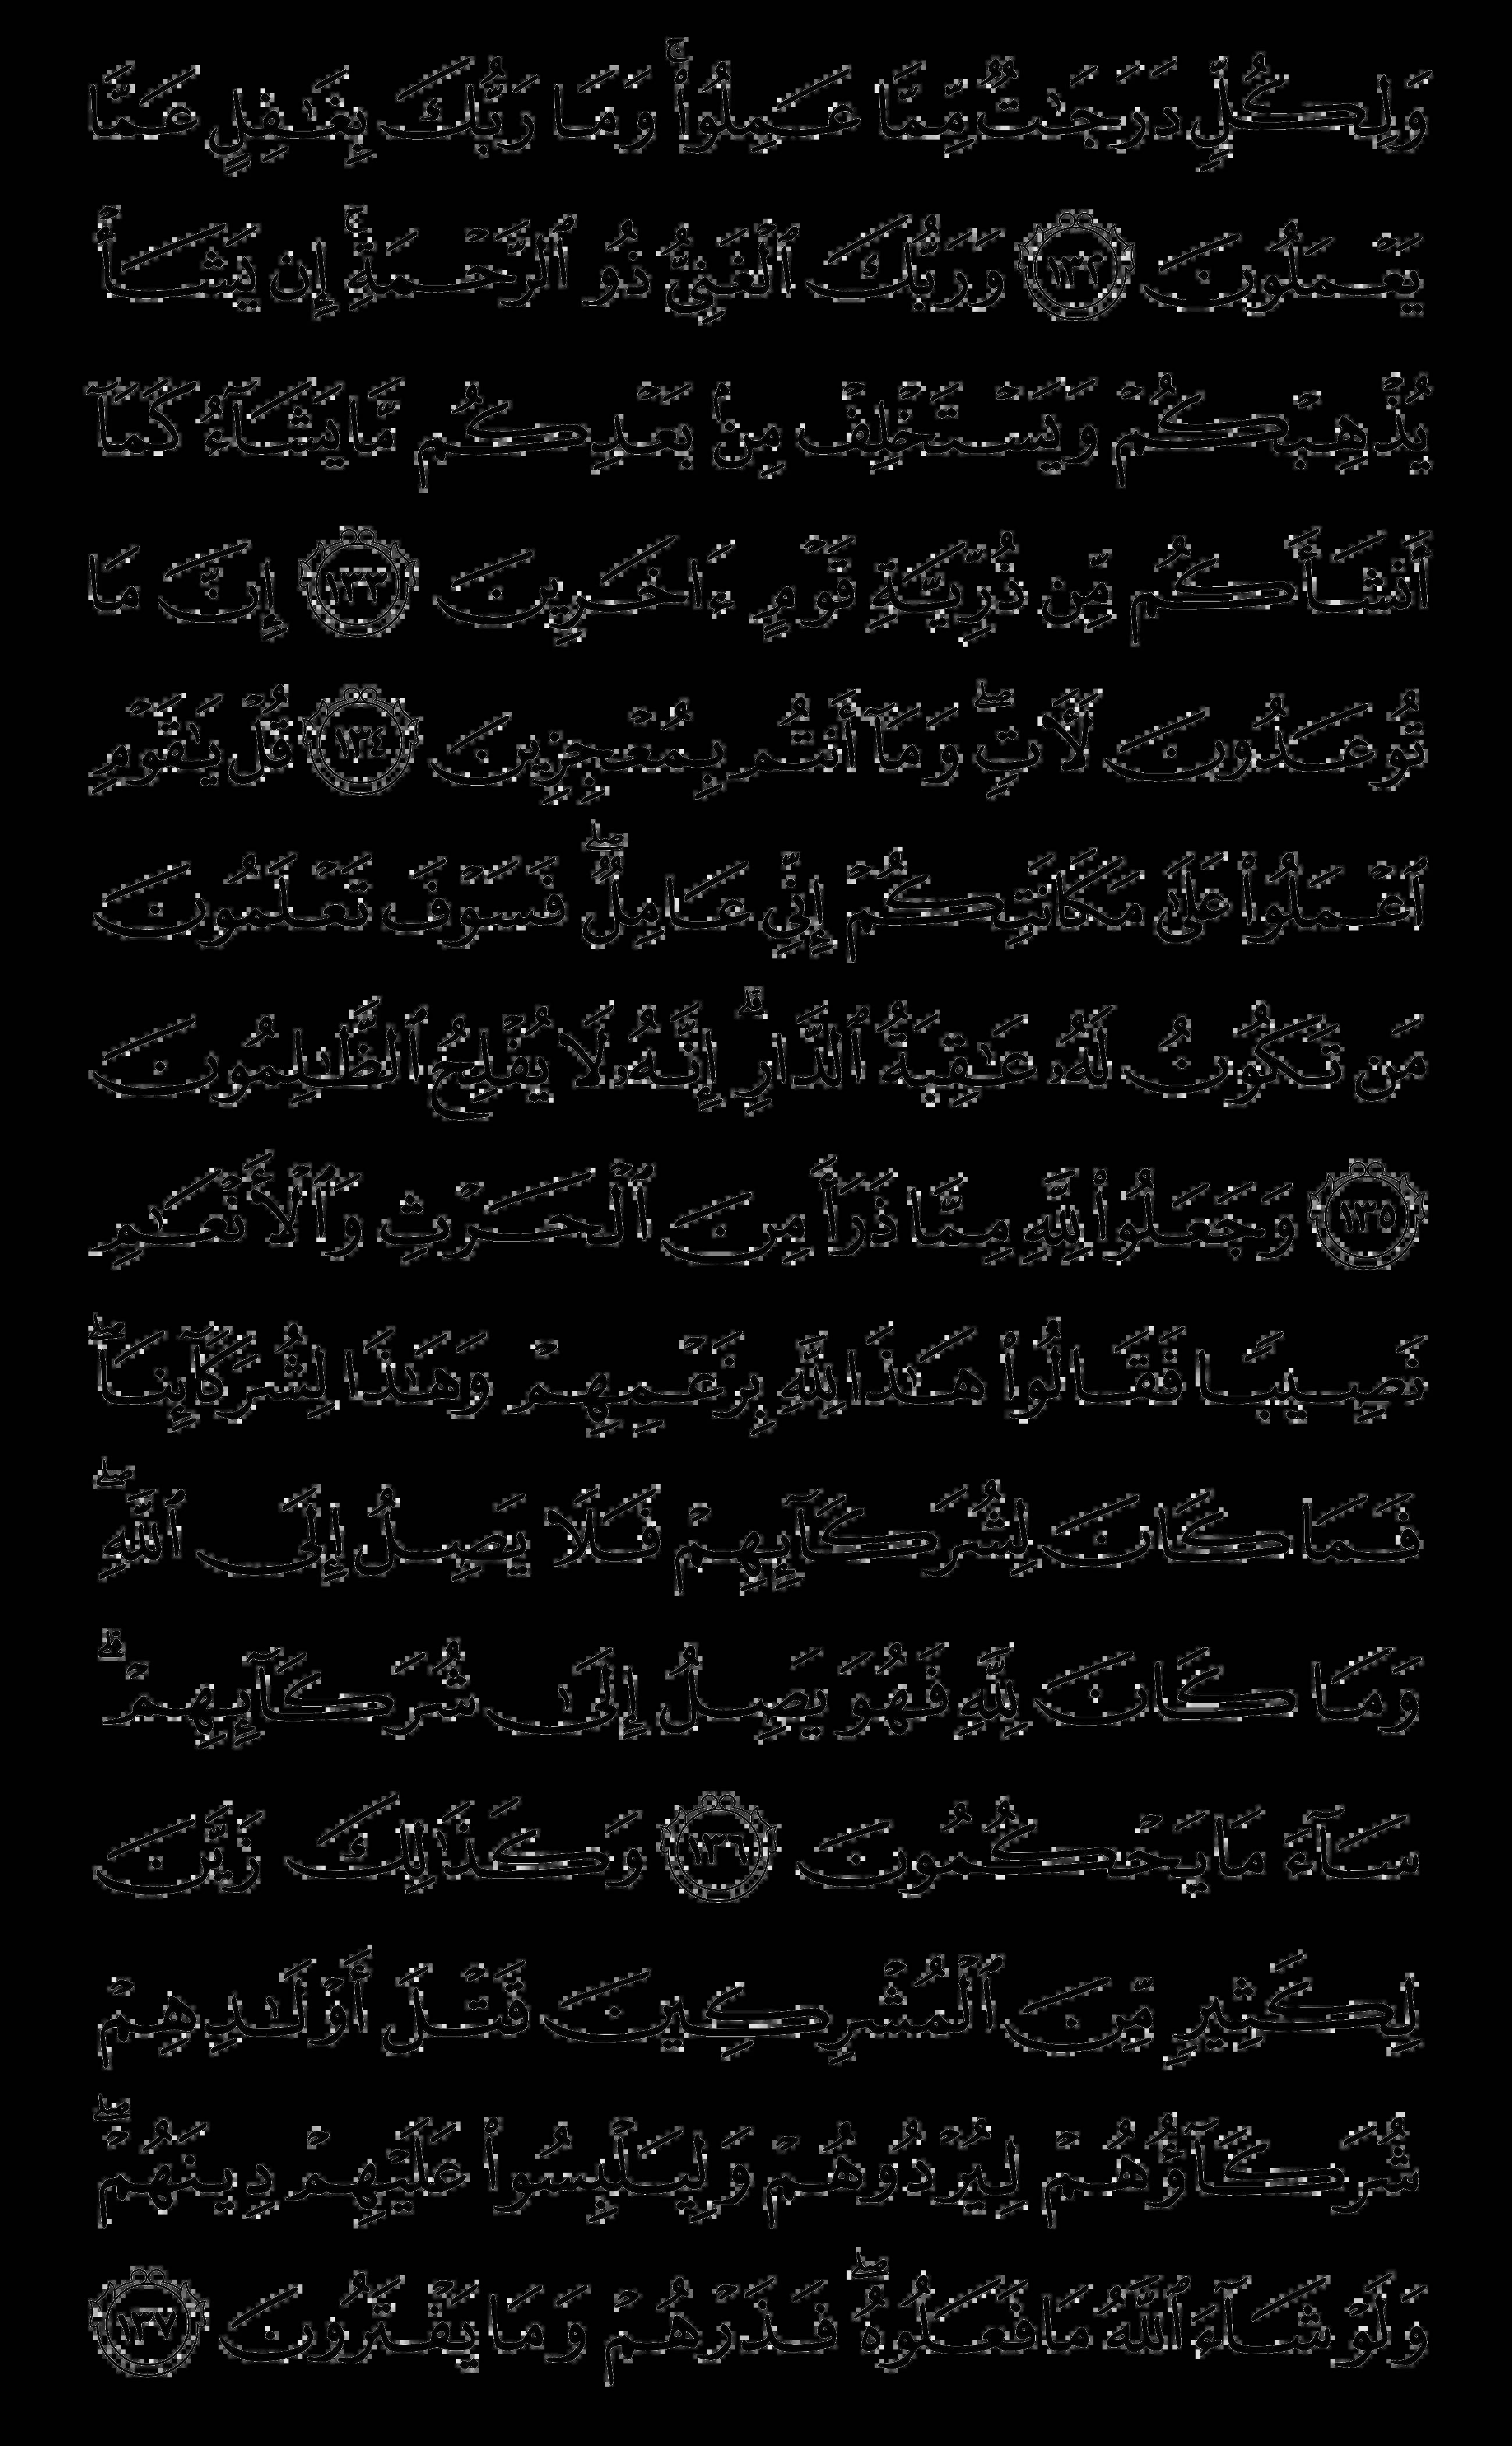 وَلِكُلٍّ دَرَجَٰتٌ مِّمَّا عَمِلُوا۟ ۚ وَمَا رَبُّكَ بِغَٰفِلٍ عَمَّا
يَعْمَلُونَ ١٣٢ وَرَبُّكَ ٱلْغَنِىُّ ذُو ٱلرَّحْمَةِ ۚ إِن يَشَأْ
يُذْهِبْكُمْ وَيَسْتَخْلِفْ مِنۢ بَعْدِكُم مَّا يَشَآءُ كَمَآ
أَنشَأَكُم مِّن ذُرِّيَّةِ قَوْمٍ ءَاخَرِينَ ١٣٣ إِنَّ مَا
تُوعَدُونَ لَـَٔاتٍ ۖ وَمَآ أَنتُم بِمُعْجِزِينَ ١٣٤ قُلْ يَٰقَوْمِ
ٱعْمَلُوا۟ عَلَىٰ مَكَانَتِكُمْ إِنِّى عَامِلٌ ۖ فَسَوْفَ تَعْلَمُونَ
مَن تَكُونُ لَهُۥ عَٰقِبَةُ ٱلدَّارِ ۗ إِنَّهُۥ لَا يُفْلِحُ ٱلظَّٰلِمُونَ
١٣٥ وَجَعَلُوا۟ لِلَّهِ مِمَّا ذَرَأَ مِنَ ٱلْحَرْثِ وَٱلْأَنْعَٰمِ
نَصِيبًا فَقَالُوا۟ هَٰذَا لِلَّهِ بِزَعْمِهِمْ وَهَٰذَا لِشُرَكَآئِنَا ۖ
فَمَا كَانَ لِشُرَكَآئِهِمْ فَلَا يَصِلُ إِلَى ٱللَّهِ ۖ
وَمَا كَانَ لِلَّهِ فَهُوَ يَصِلُ إِلَىٰ شُرَكَآئِهِمْ ۗ
سَآءَ مَا يَحْكُمُونَ ١٣٦ وَكَذَٰلِكَ زَيَّنَ
لِكَثِيرٍ مِّنَ ٱلْمُشْرِكِينَ قَتْلَ أَوْلَٰدِهِمْ
شُرَكَآؤُهُمْ لِيُرْدُوهُمْ وَلِيَلْبِسُوا۟ عَلَيْهِمْ دِينَهُمْ ۖ
وَلَوْ شَآءَ ٱللَّهُ مَا فَعَلُوهُ ۖ فَذَرْهُمْ وَمَا يَفْتَرُونَ ١٣٧